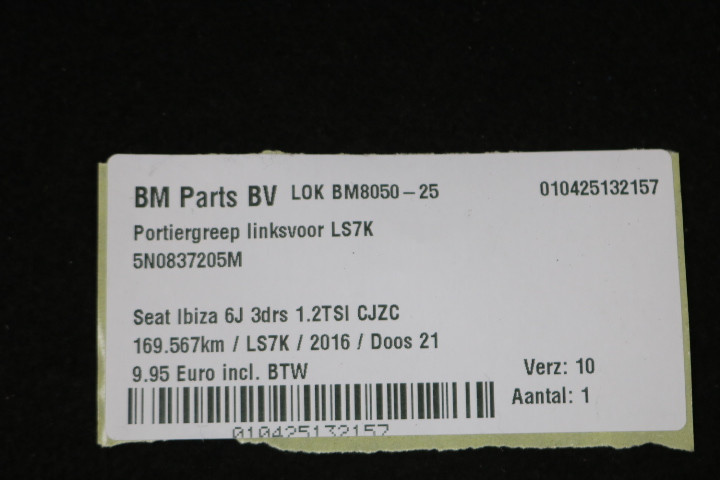 BM Parts BV LOK BM8050-25 010425132157
Portiergreep linksvoor LS7K
5N0837205M
Seat Ibiza 6J 3drs 1.2TSI CJZC
169.567km / LS7K / 2016 / Doos 21
9.95 Euro incl. BTW Verz: 10
Aantal: 1
010425132157